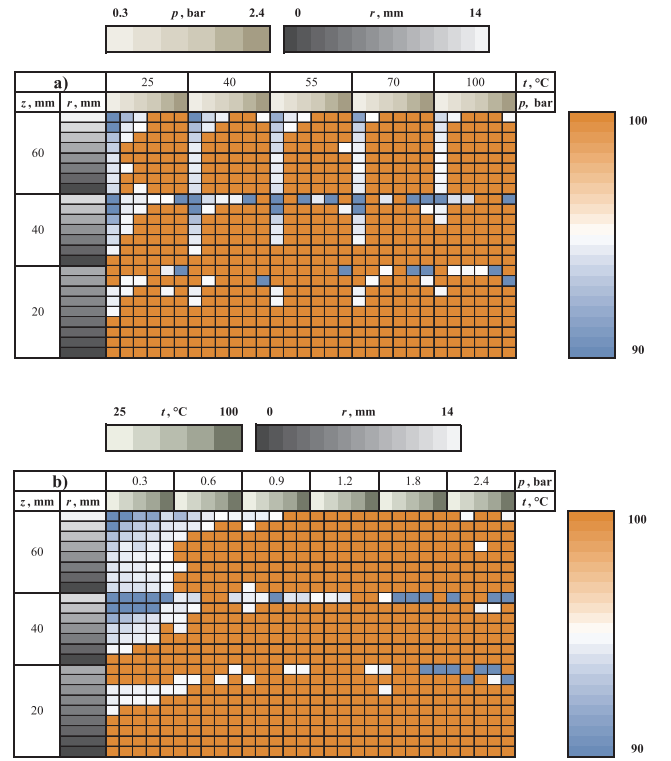 0.3 p, bar 2.4 0 r, mm 14
a) 25 40 55 70 100 t, °C
z, mm r, mm p, bar
100
60
40
20
90
25 t, °C 100 0 r, mm 14
b) 0.3 0.6 0.9 1.2 1.8 2.4 p, bar
z, mm r, mm t, °C
100
60
40
20
90